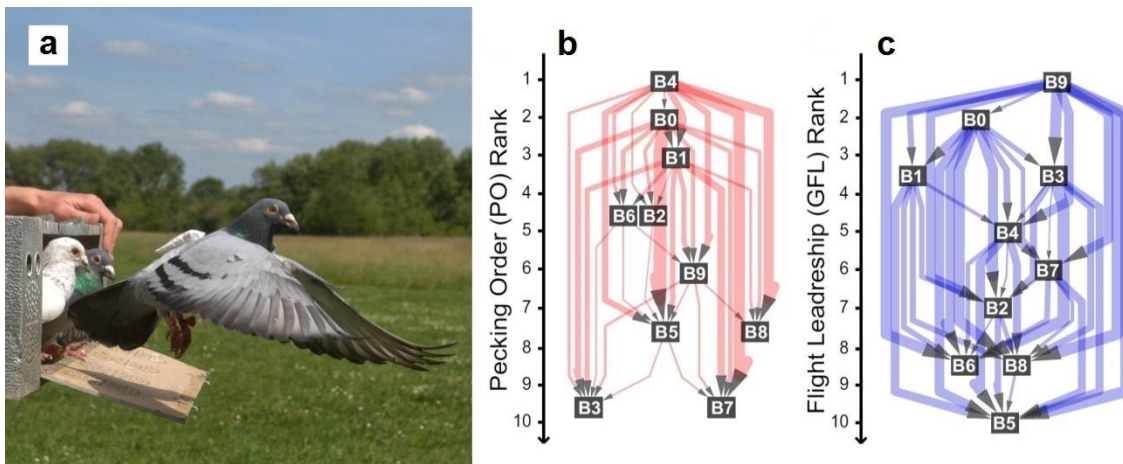 a
b
Pecking Order (PO) Rank
1
2
3
4
5
6
7
8
9
10
B4
B0
B1
B6 B2
B9
B5 B8
B3 B7
c
Flight Leadreship (GFL) Rank
1
2
3
4
5
6
7
8
9
10
B9
B0
B1 B3
B4
B7
B2
B6 B8
B5